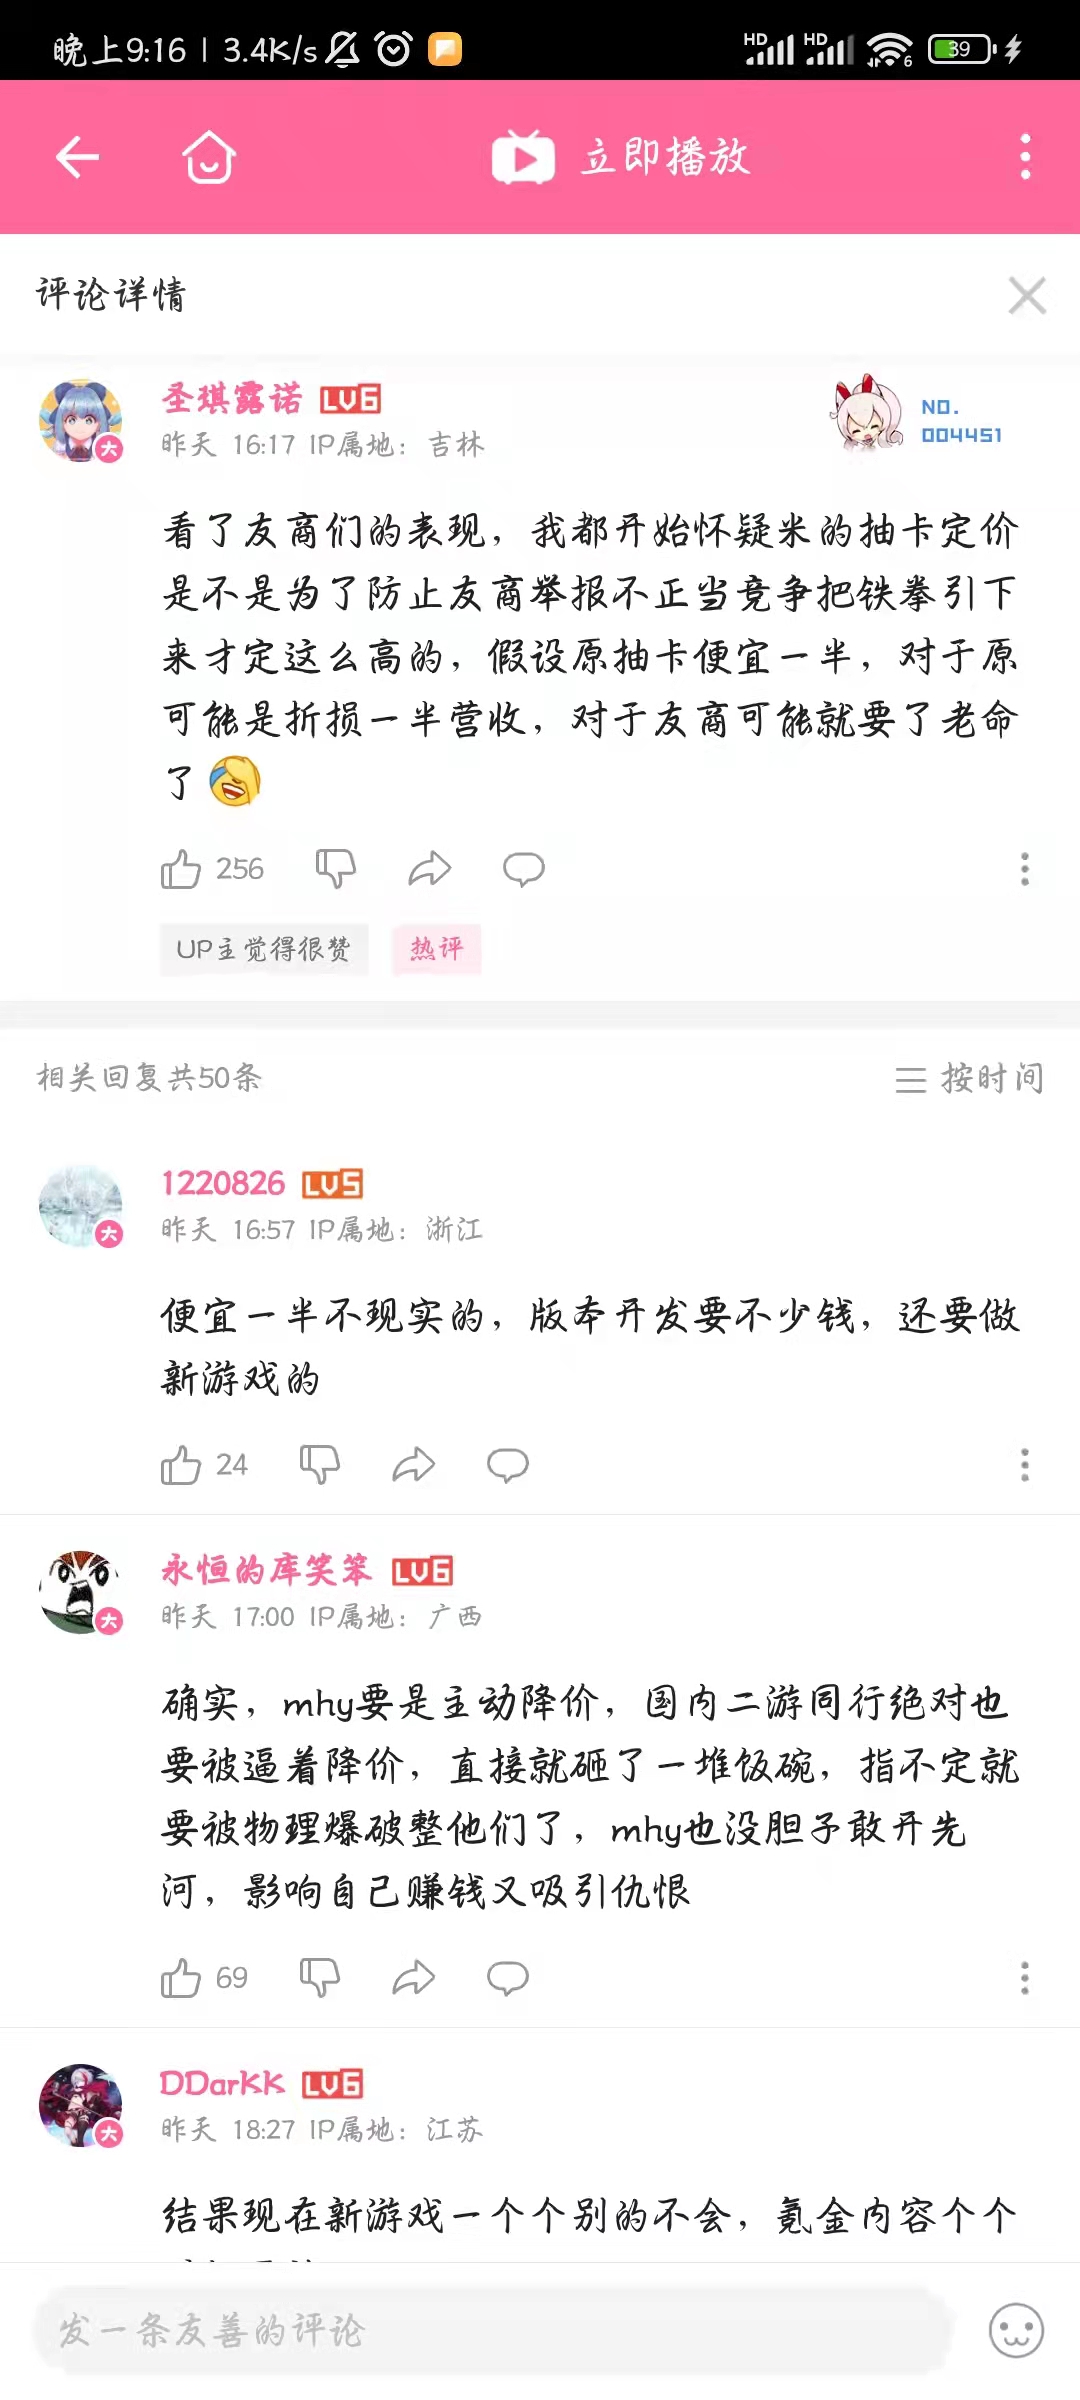 晚上9:16 | 3.4K/s
HD HD 6 39
立即播放
评论详情
圣琪露诺 LV6
NO.
004451
昨天 16:17 IP属地：吉林
看了友商们的表现，我都开始怀疑米的抽卡定价
是不是为了防止友商举报不正当竞争把铁拳引下
来才定这么高的，假设原抽卡便宜一半，对于原
可能是折损一半营收，对于友商可能就要了老命
了
256
UP主觉得很赞 热评
相关回复共50条 按时间
1220826 LV5
大
昨天 16:57 IP属地：浙江
便宜一半不现实的，版本开发要不少钱，还要做
新游戏的
24
永恒的库笑笨 LV6
大
昨天 17:00 IP属地：广西
确实，mhy要是主动降价，国内二游同行绝对也
要被逼着降价，直接就砸了一堆饭碗，指不定就
要被物理爆破整他们了，mhy也没胆子敢开先
河，影响自己赚钱又吸引仇恨
69
DDarKK LV6
大
昨天 18:27 IP属地：江苏
结果现在新游戏一个个别的不会，氪金内容个个
发一条友善的评论